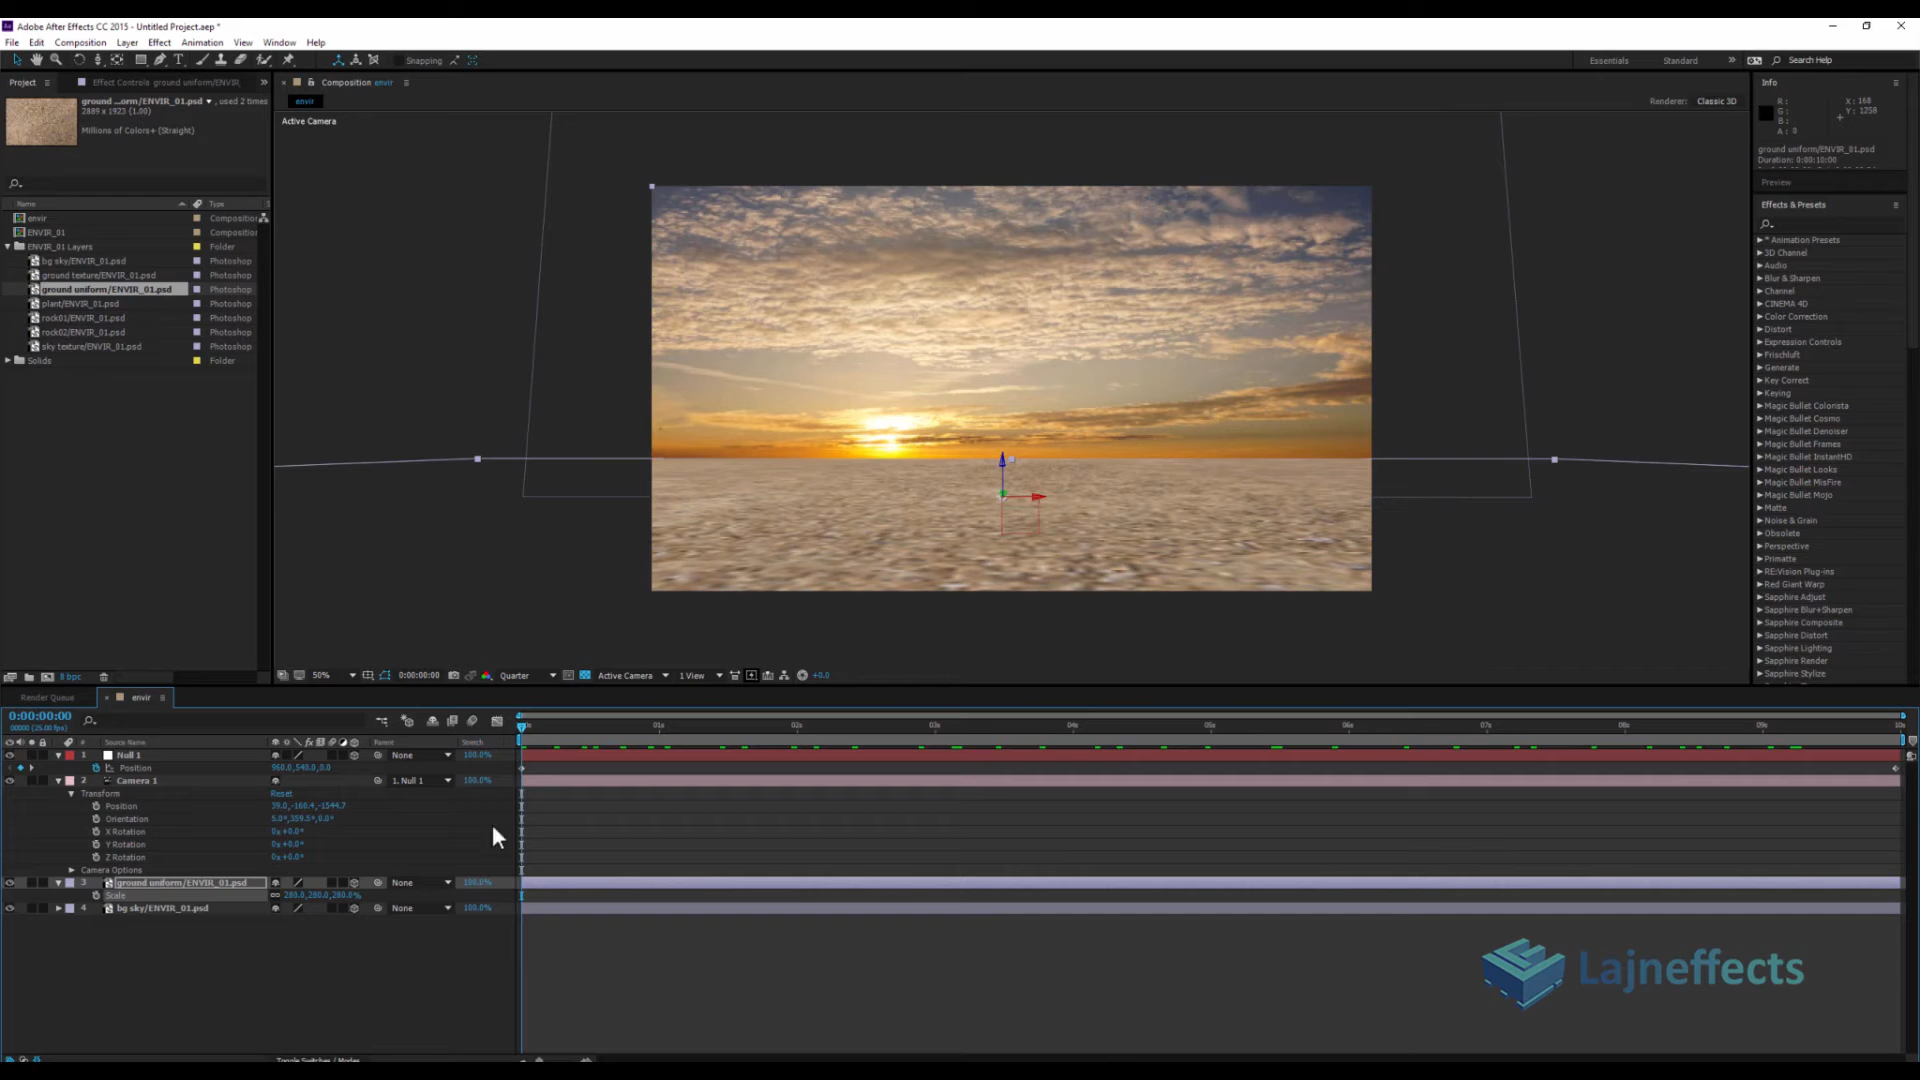 Adobe After Effects CC 2015 - Untitled Project.aep *
File Edit Composition Layer Effect Animation View Window Help
Snapping
Essentials Standard Search Help
Project Effect Controls ground uniform/ENVIR
Composition envir
Info
ground ...orm/ENVIR_01.psd , used 2 times
2889 x 1923 (1.00)
Millions of Colors+ (Straight)
envir
Renderer: Classic 3D
Active Camera
R:
G:
B:
A: 0
X: 168
Y: 1258
ground uniform/ENVIR_01.psd
Duration: 0:00:10:00
Preview
Effects & Presets
Name Type
envir Composition
ENVIR_01 Composition
ENVIR_01 Layers Folder
bg sky/ENVIR_01.psd Photoshop
ground texture/ENVIR_01.psd Photoshop
ground uniform/ENVIR_01.psd Photoshop
plant/ENVIR_01.psd Photoshop
rock01/ENVIR_01.psd Photoshop
rock02/ENVIR_01.psd Photoshop
sky texture/ENVIR_01.psd Photoshop
Solids Folder
* Animation Presets
3D Channel
Audio
Blur & Sharpen
Channel
CINEMA 4D
Color Correction
Distort
Expression Controls
Frischluft
Generate
Key Correct
Keying
Magic Bullet Colorista
Magic Bullet Cosmo
Magic Bullet Denoiser
Magic Bullet Frames
Magic Bullet InstantHD
Magic Bullet Looks
Magic Bullet MisFire
Magic Bullet Mojo
Matte
Noise & Grain
Obsolete
Perspective
Primatte
RE:Vision Plug-ins
Red Giant Warp
Sapphire Adjust
Sapphire Blur+Sharpen
Sapphire Composite
Sapphire Distort
Sapphire Lighting
Sapphire Render
Sapphire Stylize
8 bpc
50% 0:00:00:00 Quarter Active Camera 1 View +0.0
Render Queue envir
0:00:00:00
00000 (25.00 fps)
01s 02s 03s 04s 05s 06s 07s 08s 09s 10s
# Source Name Parent Stretch
1 Null 1 None 100.0%
Position 960.0,540.0,0.0
2 Camera 1 1. Null 1 100.0%
Transform Reset
Position 39.0,-160.4,-1544.7
Orientation 5.0°,359.5°,0.0°
X Rotation 0x+0.0°
Y Rotation 0x+0.0°
Z Rotation 0x+0.0°
Camera Options
3 ground uniform/ENVIR_01.psd None 100.0%
Scale 280.0,280.0,280.0%
4 bg sky/ENVIR_01.psd None 100.0%
Lajneffects
Toggle Switches / Modes